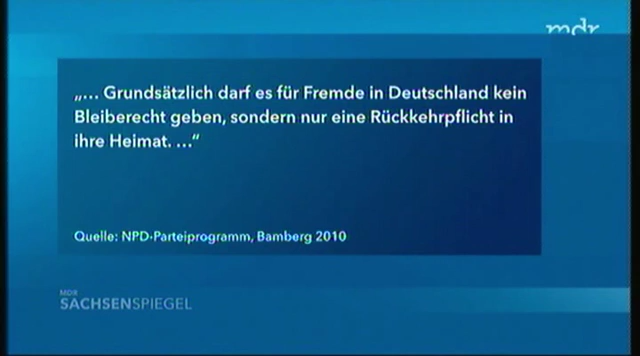 mdr
„... Grundsätzlich darf es für Fremde in Deutschland kein
Bleiberecht geben, sondern nur eine Rückkehrpflicht in
ihre Heimat. ...“
Quelle: NPD-Parteiprogramm, Bamberg 2010
MDR
SACHSENSPIEGEL